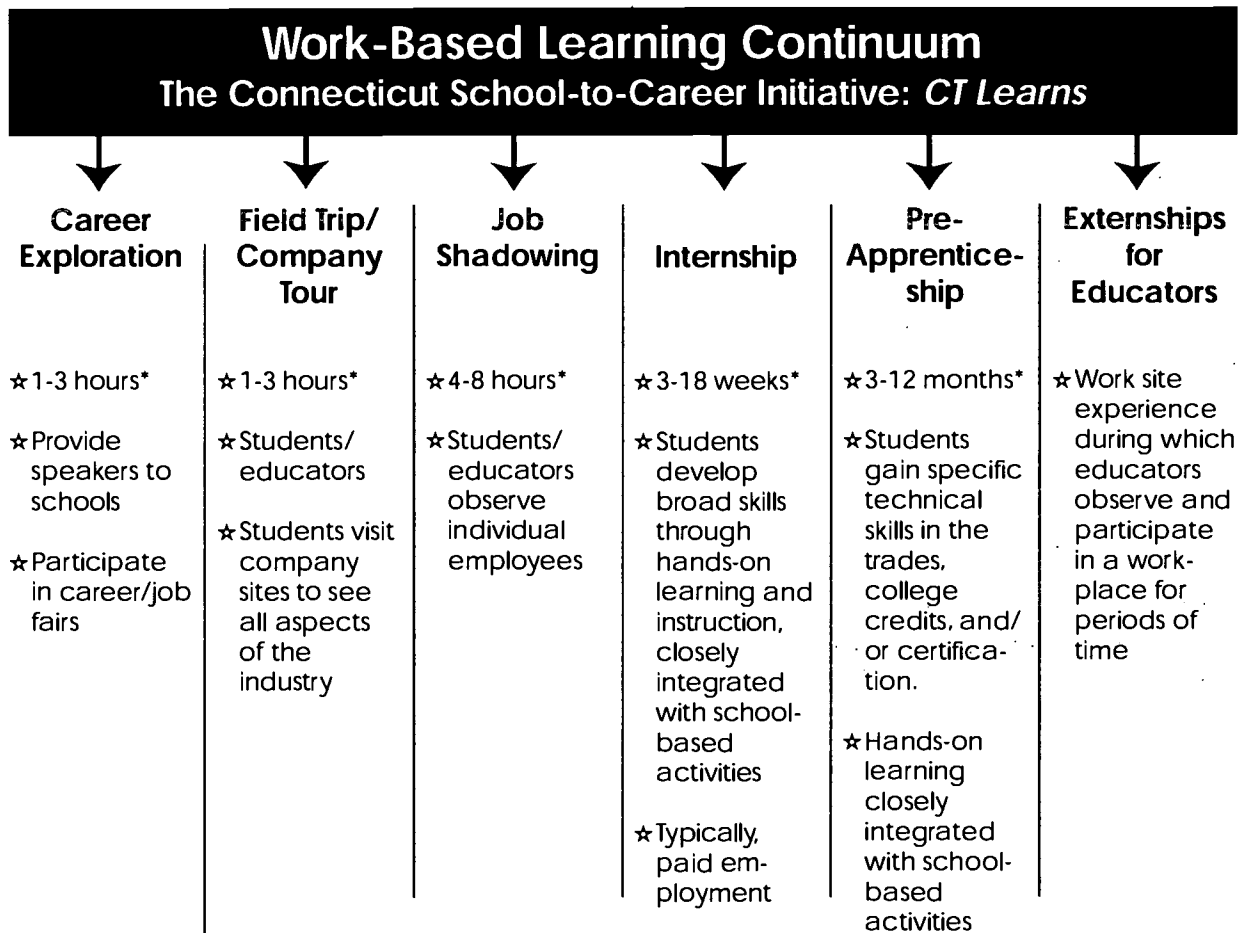 Work-Based Learning Continuum
The Connecticut School-to-Career Initiative: CT Learns
Career
Exploration
☆1-3 hours*
☆Provide
speakers to
schools
☆Participate
in career/job
fairs
Field Trip/
Company
Tour
☆1-3 hours*
☆Students/
educators
☆Students visit
company
sites to see
all aspects
of the
industry
Job
Shadowing
☆4-8 hours*
☆Students/
educators
observe
individual
employees
Internship
☆3-18 weeks*
☆Students
develop
broad skills
through
hands-on
learning and
instruction,
closely
integrated
with school-
based
activities
☆Typically,
paid em-
ployment
Pre-
Apprentice-
ship
☆3-12 months*
☆Students
gain specific
technical
skills in the
trades,
college
credits, and/
or certifica-
tion.
☆Hands-on
learning
closely
integrated
with school-
based
activities
Externships
for
Educators
☆Work site
experience
during which
educators
observe and
participate
in a work-
place for
periods of
time